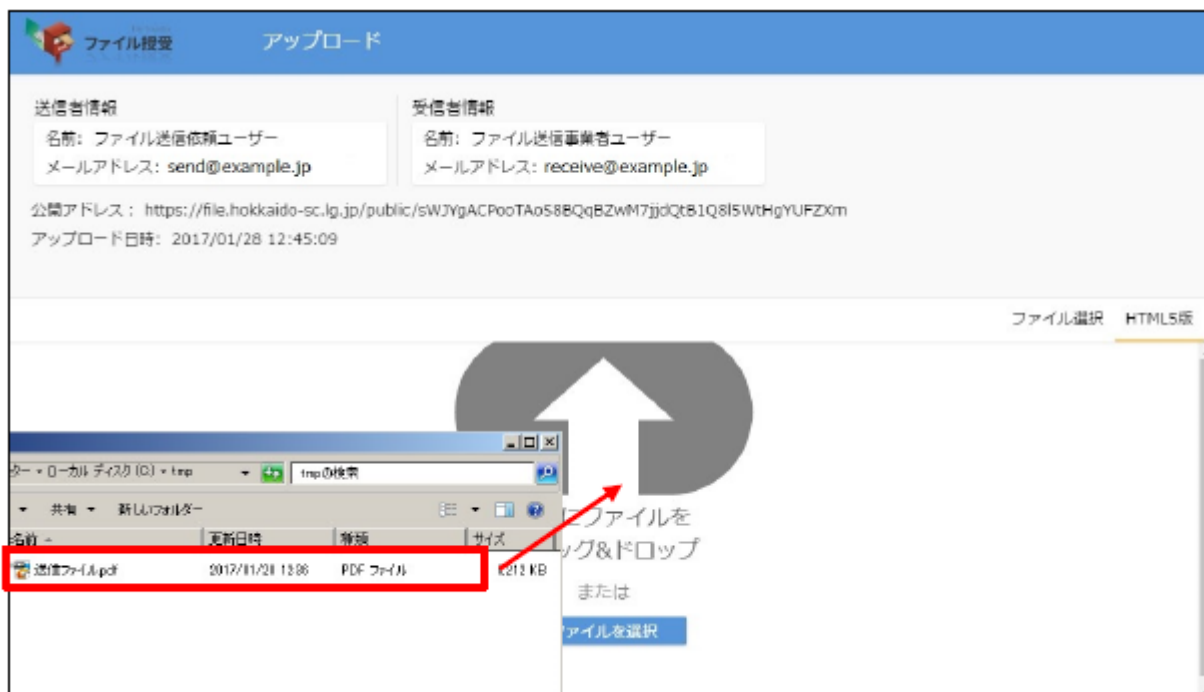 ファイル授受
アップロード
送信者情報
名前: ファイル送信依頼ユーザー
メールアドレス: send@example.jp
受信者情報
名前: ファイル送信事業者ユーザー
メールアドレス: receive@example.jp
公開アドレス: https://file.hokkaido-sc.lg.jp/public/sWJYgACPooTAoS8BQqBZwM7jjdQtB1Q8l5WtHgYUFZXm
アップロード日時: 2017/01/28 12:45:09
ファイル選択 HTML5版
ター ▸ ローカル ディスク (C:) ▸ tmp
tmpの検索
共有 新しいフォルダー
名前 更新日時 種類 サイズ
送信ファイル.pdf PDF ファイル KB
にファイルを
ッグ&ドロップ
または
ファイルを選択